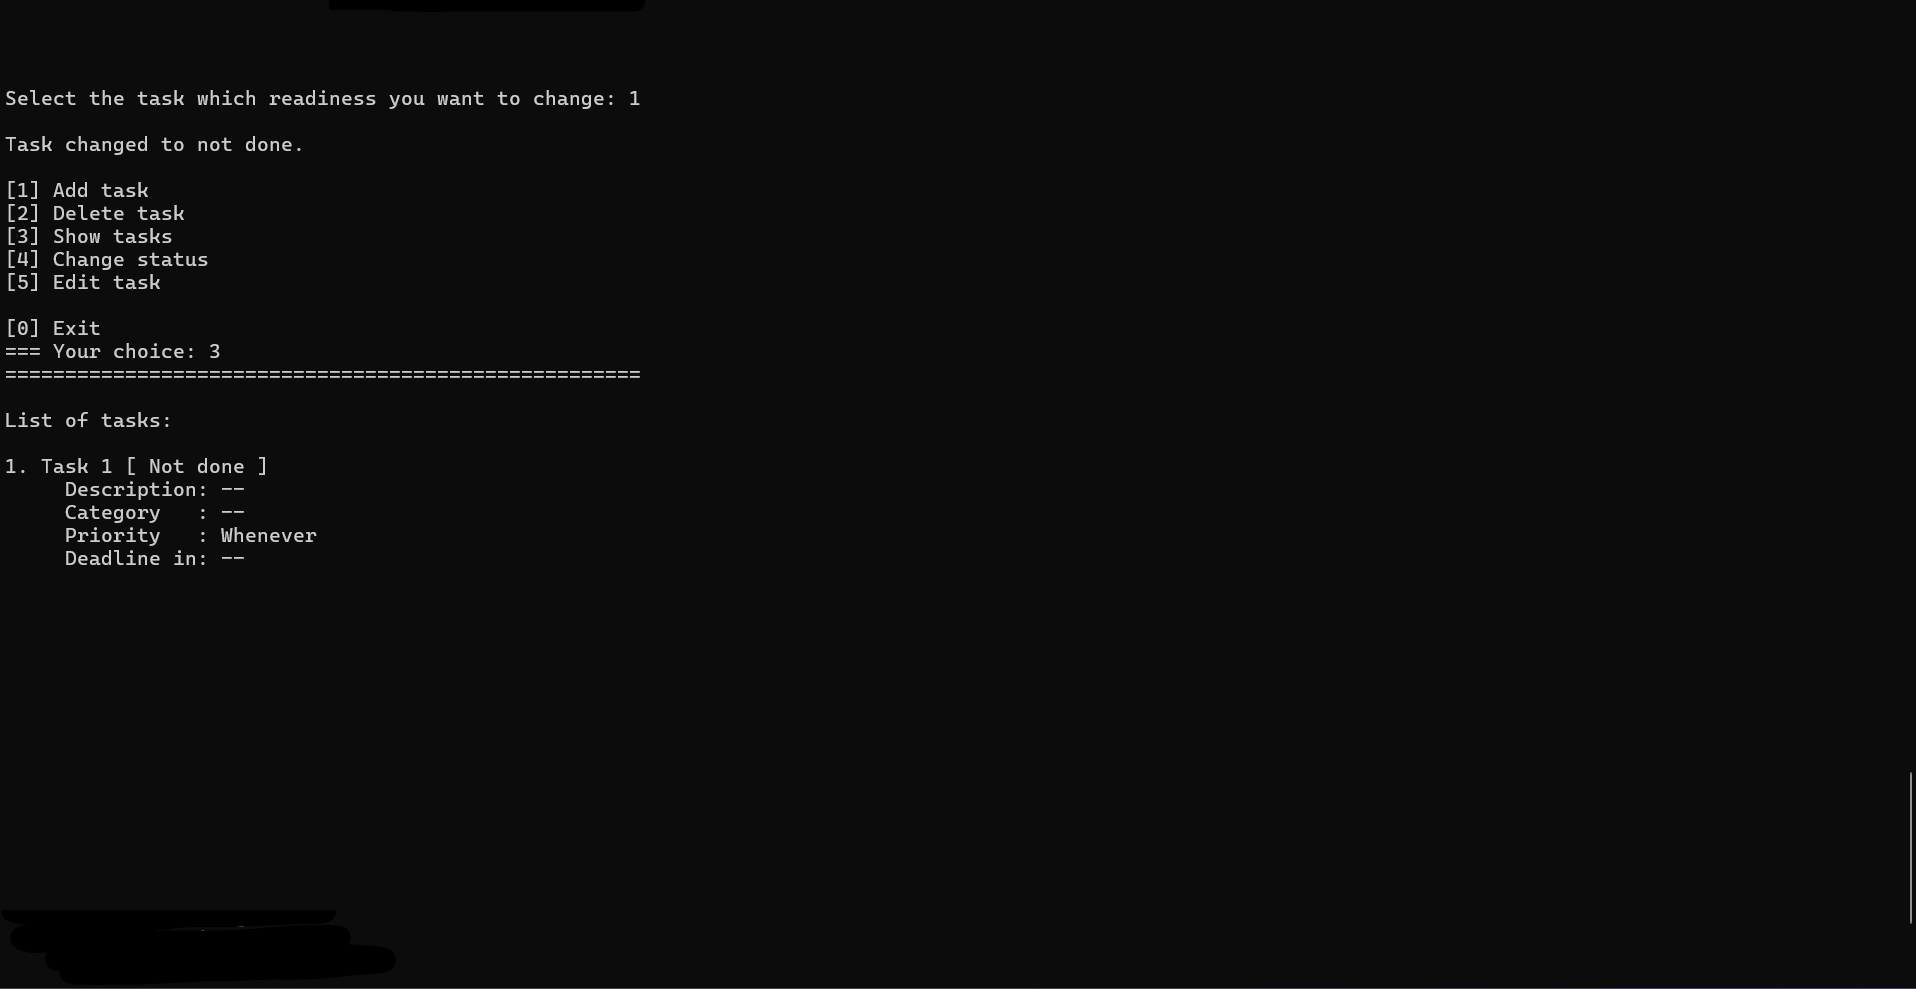 Select the task which readiness you want to change: 1
Task changed to not done.
[1] Add task
[2] Delete task
[3] Show tasks
[4] Change status
[5] Edit task
[0] Exit
=== Your choice: 3
=====================================================
List of tasks:
1. Task 1 [ Not done ]
Description: --
Category   : --
Priority   : Whenever
Deadline in: --